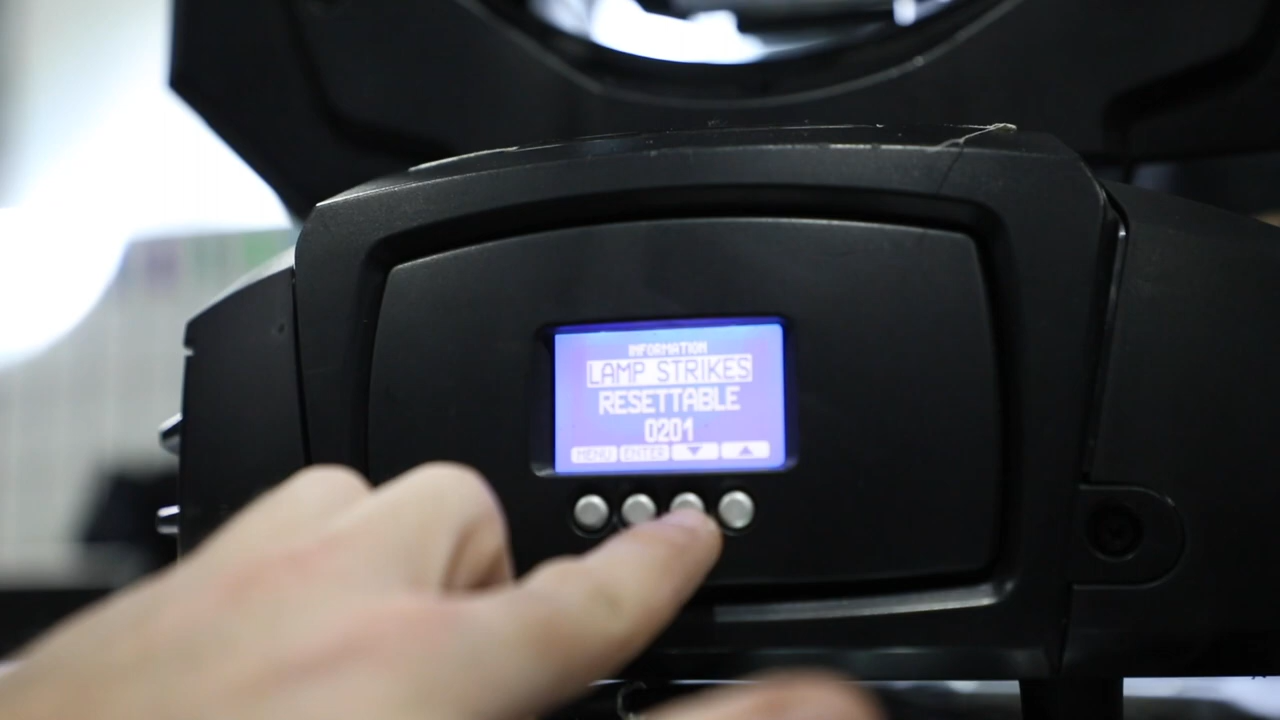 INFORMATION
LAMP STRIKES
RESETTABLE
0201
MENU ENTER ▼ ▲